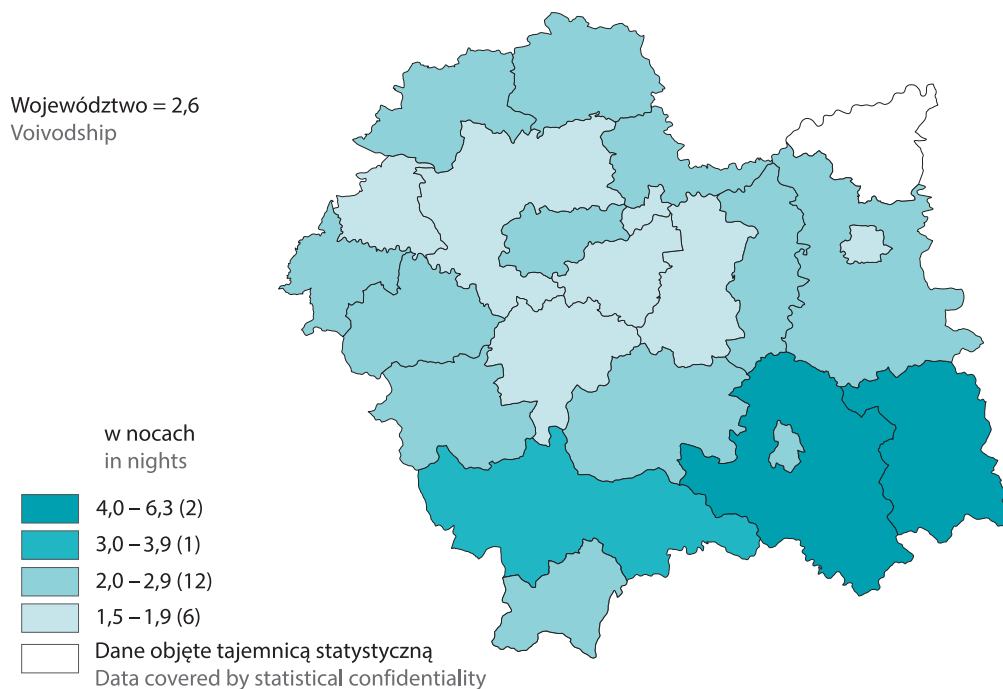 Województwo = 2,6
Voivodship
w nocach
in nights
4,0 – 6,3 (2)
3,0 – 3,9 (1)
2,0 – 2,9 (12)
1,5 – 1,9 (6)
Dane objęte tajemnicą statystyczną
Data covered by statistical confidentiality